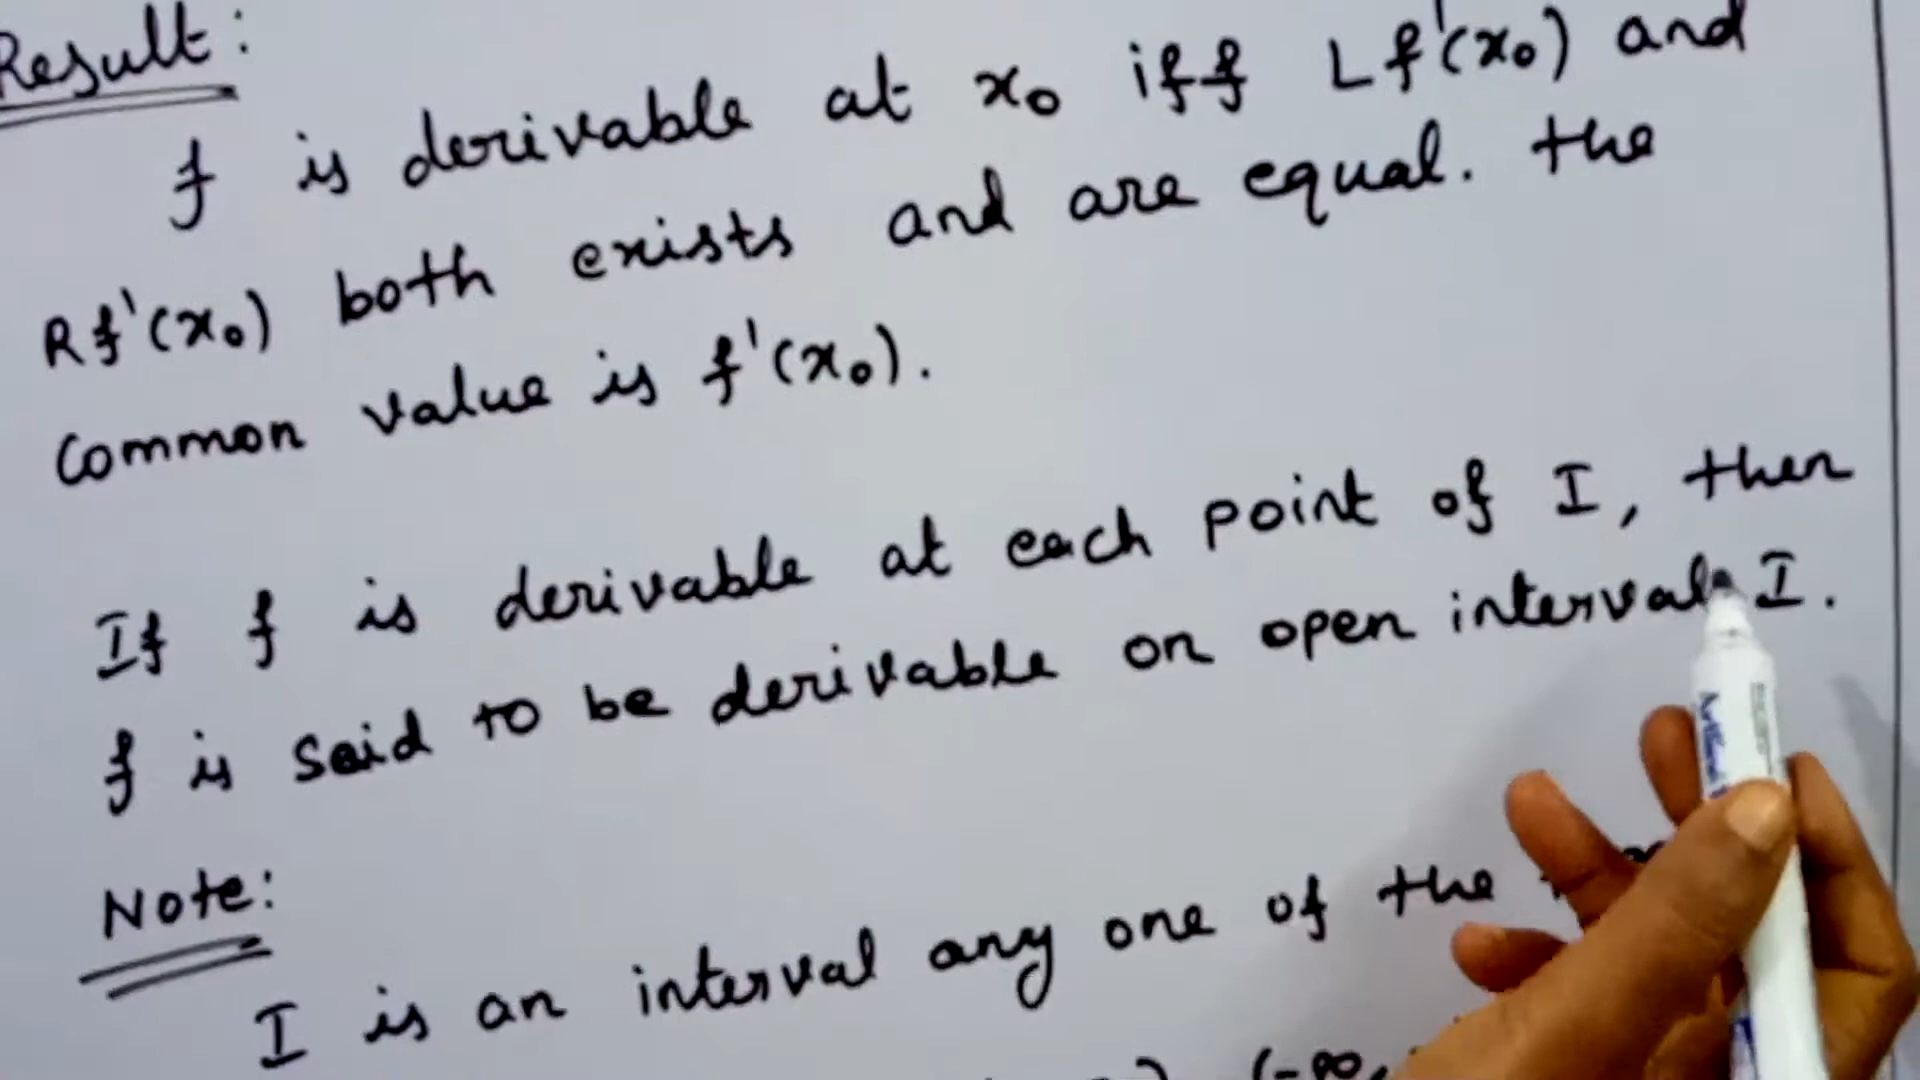 Result:
f is derivable at x₀ iff Lf'(x₀) and
Rf'(x₀) both exists and are equal. the
common value is f'(x₀).
If f is derivable at each point of I, then
f is said to be derivable on open interval I.
Note:
I is an interval any one of the
(-∞,